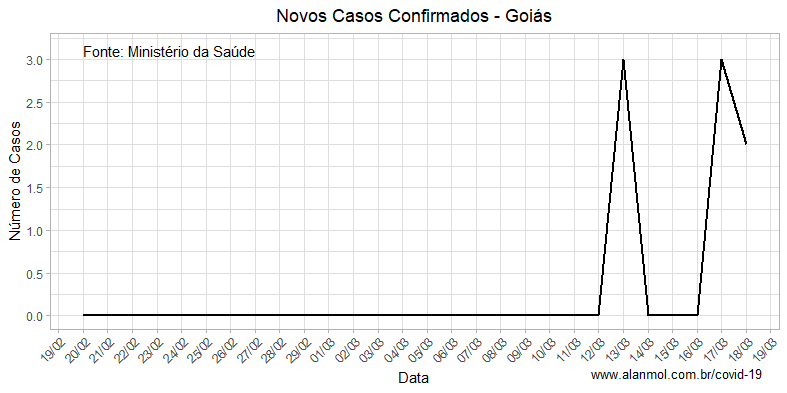 Novos Casos Confirmados - Goiás
Fonte: Ministério da Saúde
Número de Casos
3.0
2.5
2.0
1.5
1.0
0.5
0.0
19/02 20/02 21/02 22/02 23/02 24/02 25/02 26/02 27/02 28/02 29/02 01/03 02/03 03/03 04/03 05/03 06/03 07/03 08/03 09/03 10/03 11/03 12/03 13/03 14/03 15/03 16/03 17/03 18/03 19/03
Data
www.alanmol.com.br/covid-19